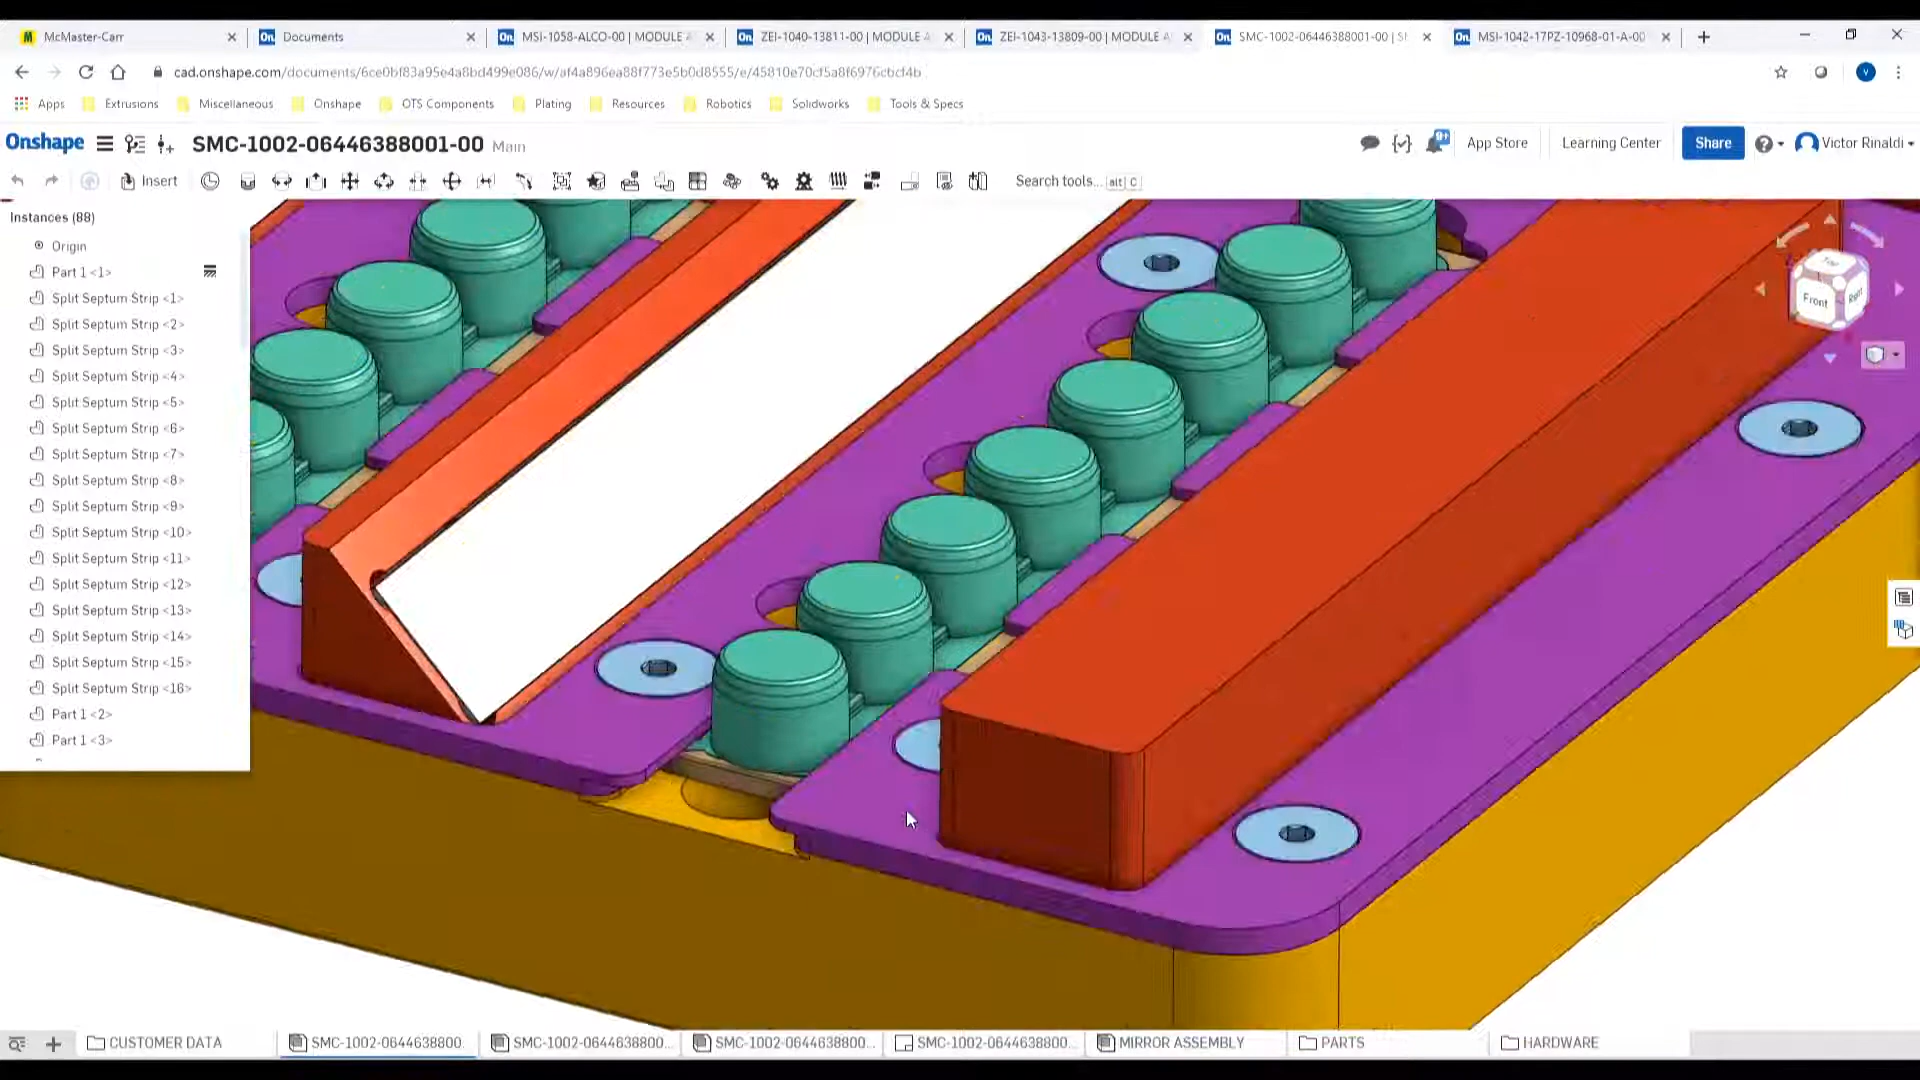 McMaster-Carr
Documents
MSI-1058-ALCO-00 | MODULE
ZEI-1040-13811-00 | MODULE
ZEI-1043-13809-00 | MODULE A
SMC-1002-06446388001-00 |
MSI-1042-17PZ-10968-01-A-00
cad.onshape.com/documents/6ce0bf83a95e4a8bd499e086/w/af4a896ea88f773e5b0d8555/e/45810e70cf5a8f6976cbcf4b
Apps
Extrusions
Miscellaneous
Onshape
OTS Components
Plating
Resources
Robotics
Solidworks
Tools & Specs
Onshape
SMC-1002-06446388001-00 Main
9+
App Store
Learning Center
Share
Victor Rinaldi
Insert
Search tools... alt C
Instances (88)
Origin
Part 1 <1>
Split Septum Strip <1>
Split Septum Strip <2>
Split Septum Strip <3>
Split Septum Strip <4>
Split Septum Strip <5>
Split Septum Strip <6>
Split Septum Strip <7>
Split Septum Strip <8>
Split Septum Strip <9>
Split Septum Strip <10>
Split Septum Strip <11>
Split Septum Strip <12>
Split Septum Strip <13>
Split Septum Strip <14>
Split Septum Strip <15>
Split Septum Strip <16>
Part 1 <2>
Part 1 <3>
Top
Front
Right
CUSTOMER DATA
SMC-1002-0644638800...
SMC-1002-0644638800...
SMC-1002-0644638800...
SMC-1002-0644638800...
MIRROR ASSEMBLY
PARTS
HARDWARE